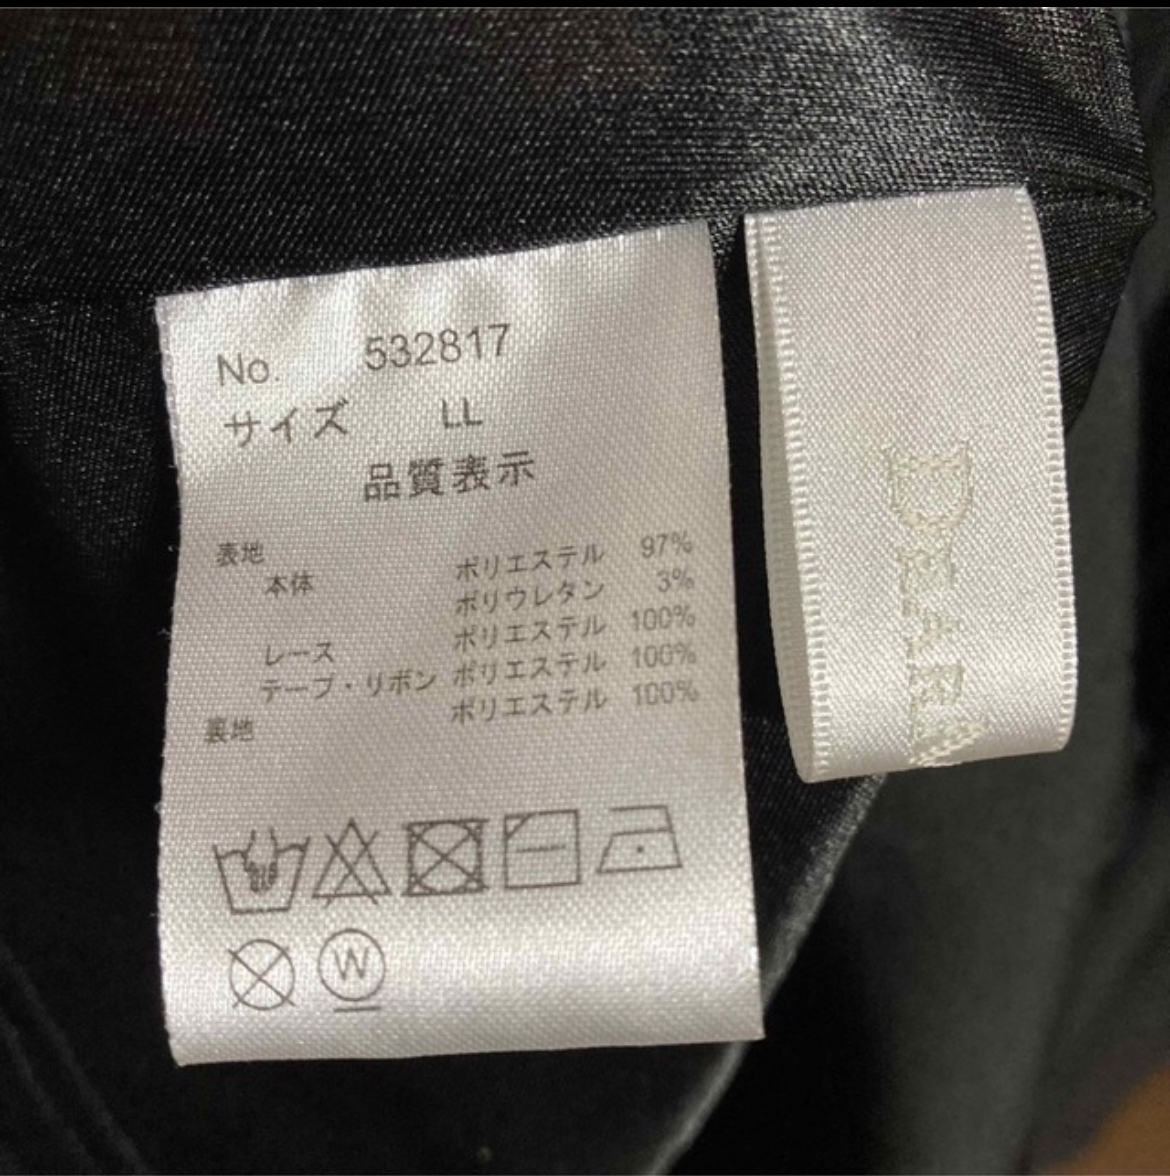 No. 532817
サイズ LL
品質表示
表地
本体 ポリエステル 97%
ポリウレタン 3%
レース ポリエステル 100%
テープ・リボン ポリエステル 100%
裏地 ポリエステル 100%
W